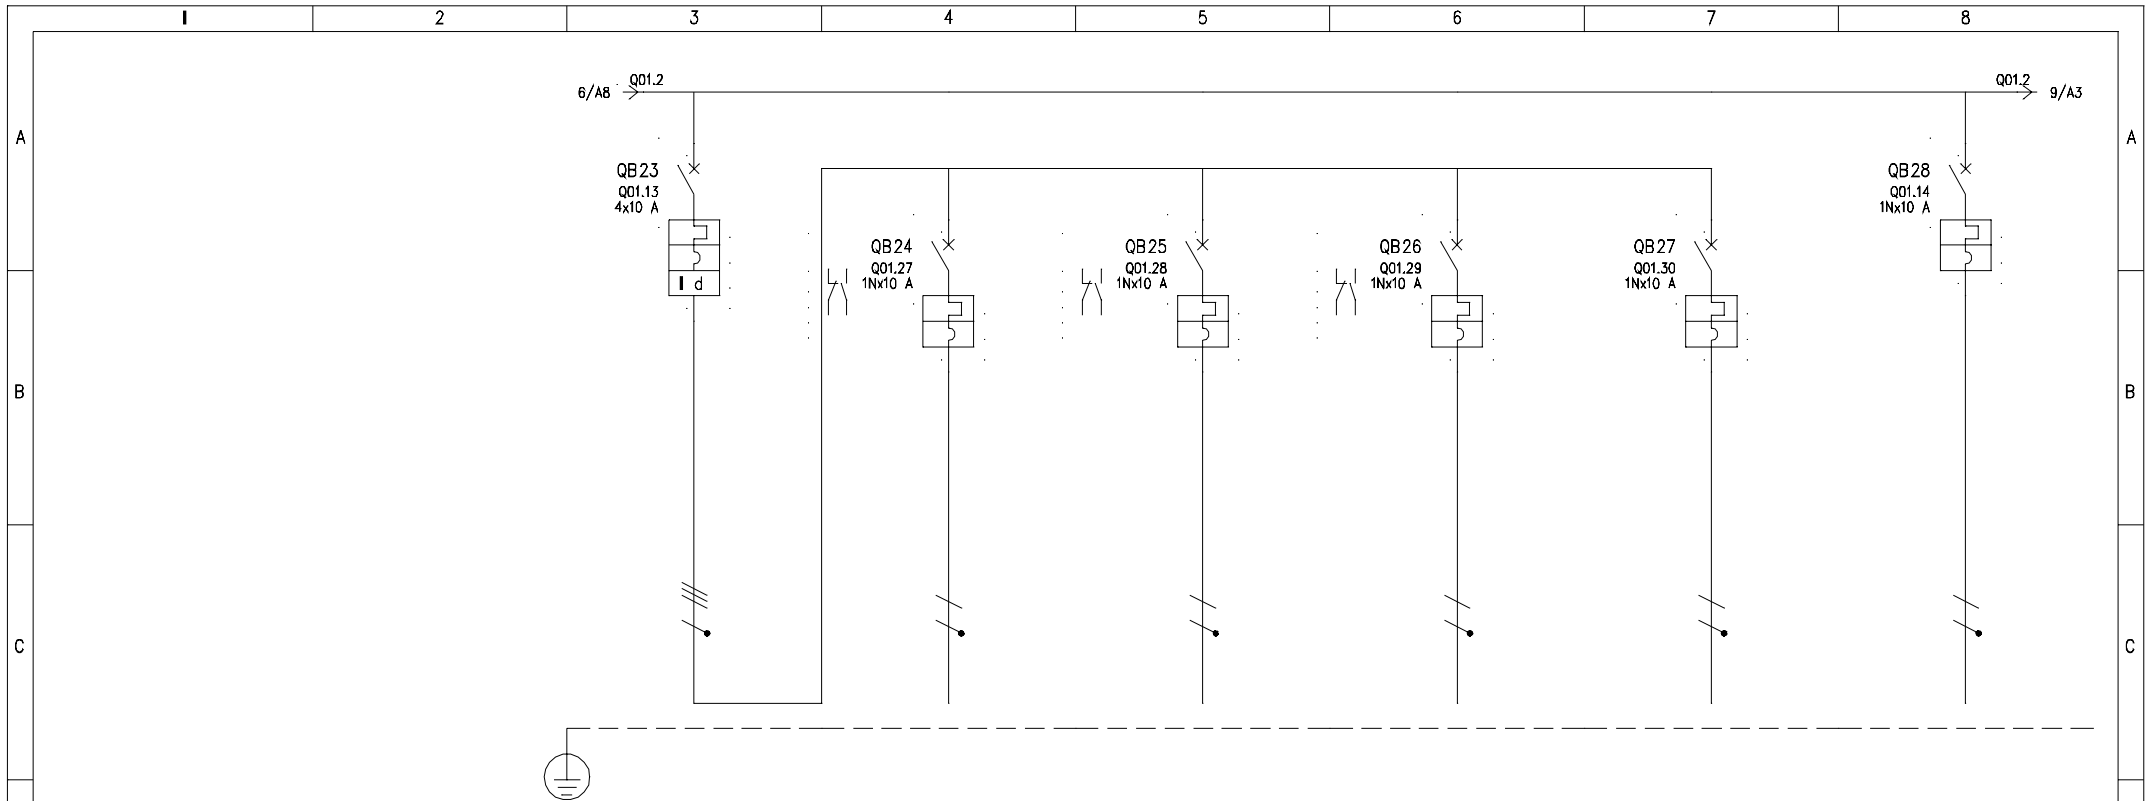 1 2 3 4 5 6 7 8
Q01.2 Q01.2
6/A8 9/A3
A A
QB23 QB28
Q01.13 Q01.14
4x10 A 1Nx10 A
QB24 QB25 QB26 QB27
Q01.27 Q01.28 Q01.29 Q01.30
1Nx10 A 1Nx10 A 1Nx10 A 1Nx10 A
I d
B B
C C